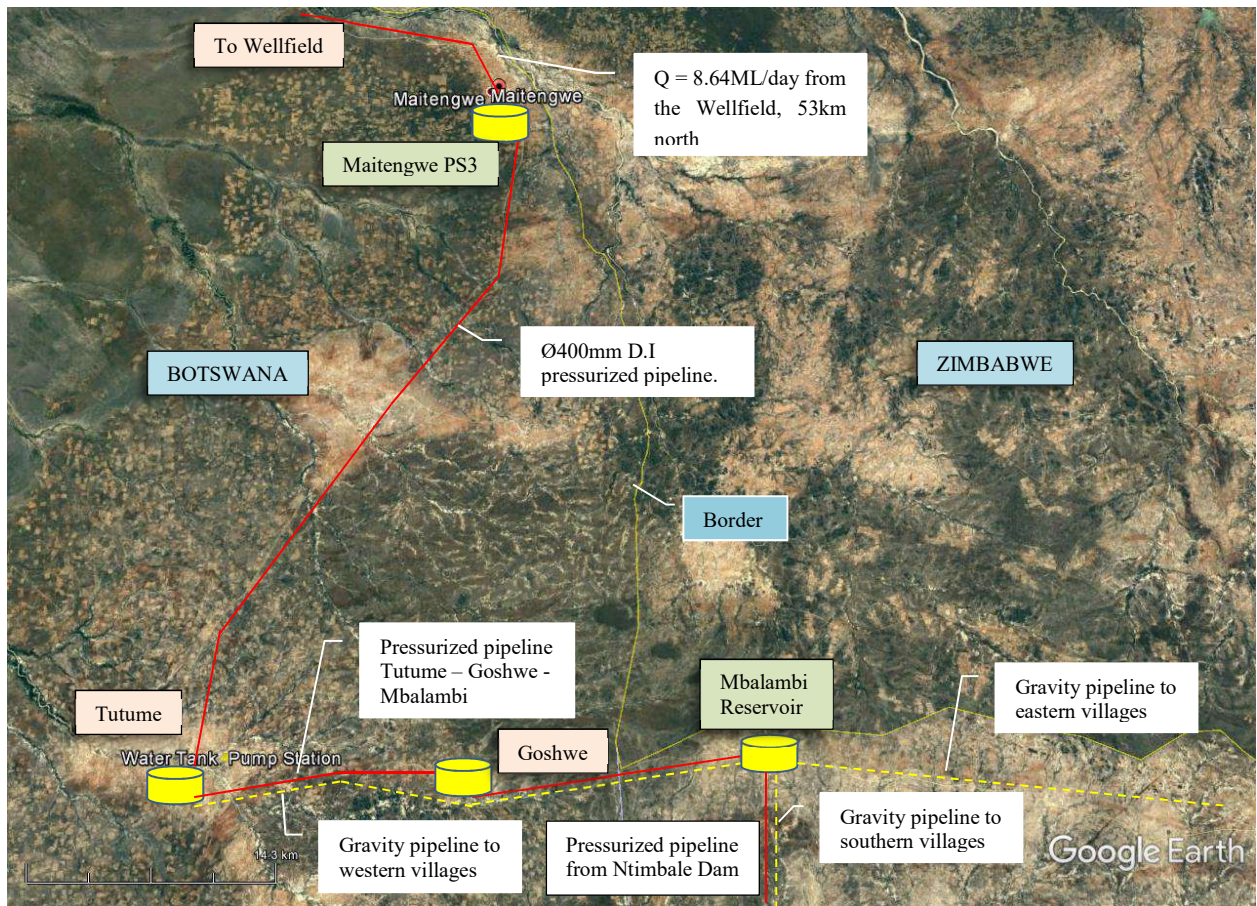 To Wellfield
Q = 8.64ML/day from
the Wellfield, 53km
north
Maitengwe Maitengwe
Maitengwe PS3
Ø400mm D.I
pressurized pipeline.
BOTSWANA
ZIMBABWE
Border
Pressurized pipeline
Tutume – Goshwe -
Mbalambi
Mbalambi
Reservoir
Gravity pipeline to
eastern villages
Tutume
Goshwe
Water Tank Pump Station
Gravity pipeline to
western villages
Pressurized pipeline
from Ntimbale Dam
Gravity pipeline to
southern villages
14.3 km
Google Earth